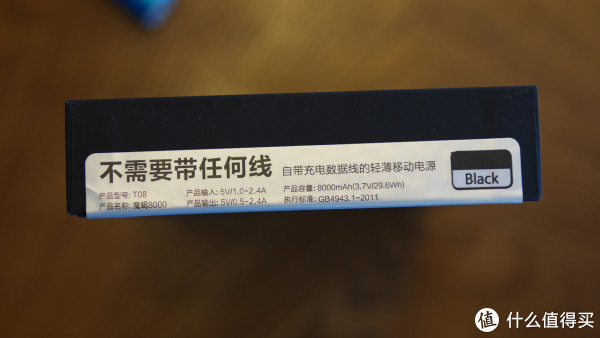 不需要带任何线 自带充电数据线的轻薄移动电源
Black
产品型号: T08 产品输入: 5V/1.0-2.4A 产品容量: 8000mAh(3.7V/29.6Wh)
产品名称: 魔蝎8000 产品输出: 5V/0.5-2.4A 执行标准: GB4943.1-2011
值 什么值得买